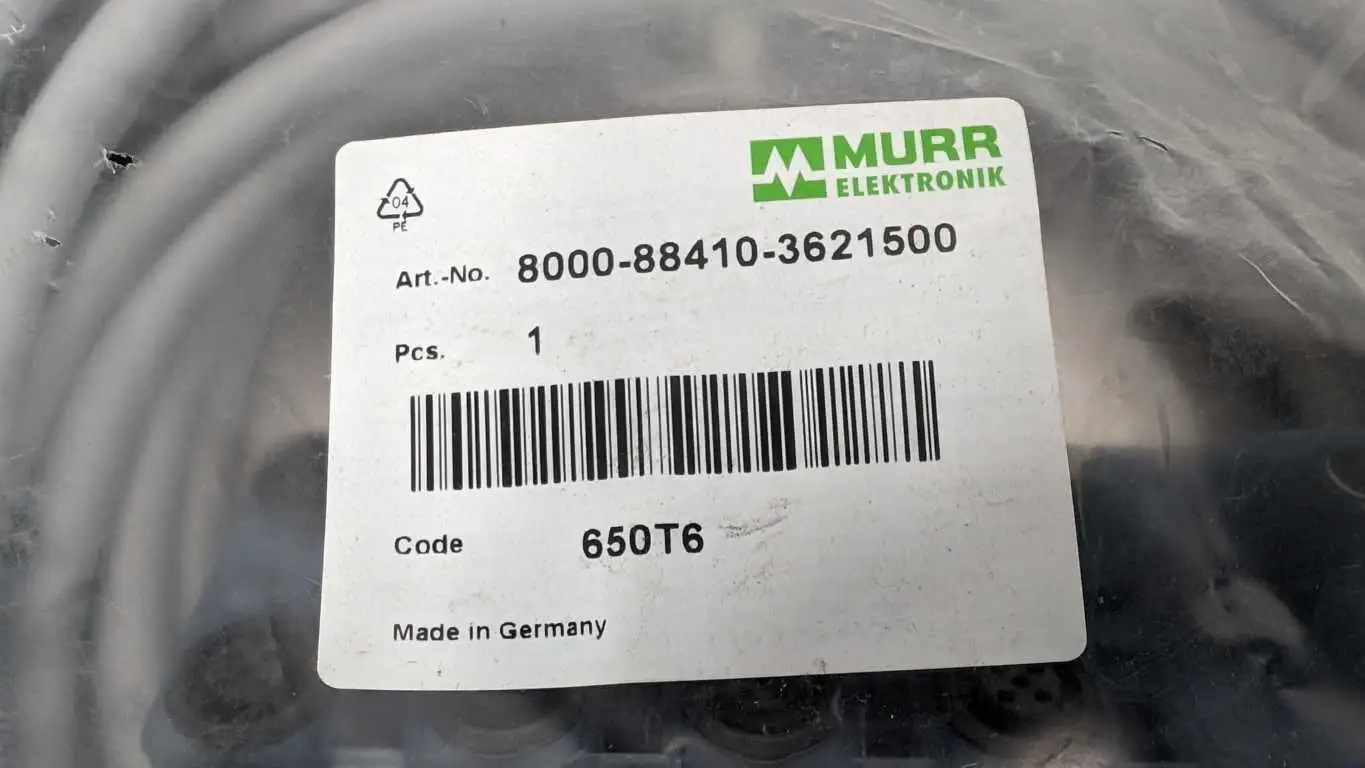 MURR
ELEKTRONIK
04
PE
Art.-No. 8000-88410-3621500
Pcs. 1
Code 650T6
Made in Germany